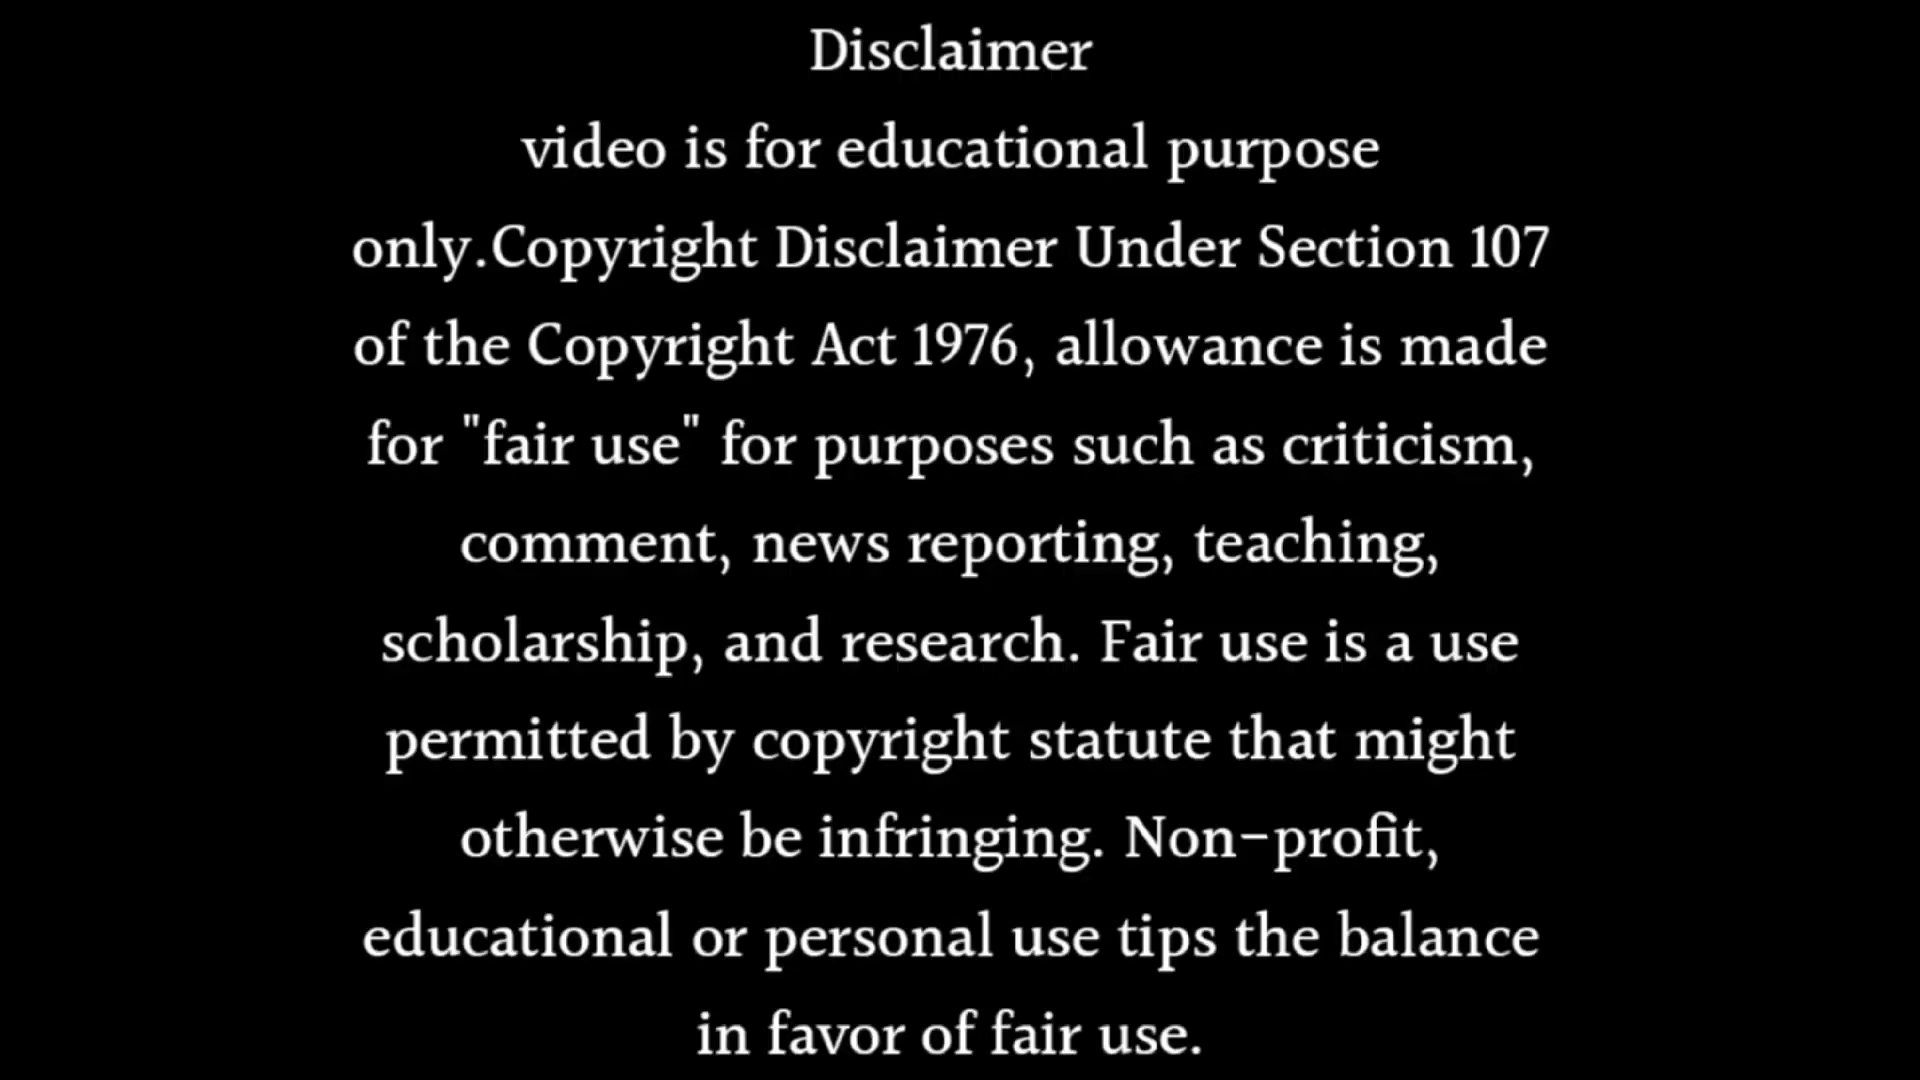 Disclaimer
video is for educational purpose
only.Copyright Disclaimer Under Section 107
of the Copyright Act 1976, allowance is made
for "fair use" for purposes such as criticism,
comment, news reporting, teaching,
scholarship, and research. Fair use is a use
permitted by copyright statute that might
otherwise be infringing. Non-profit,
educational or personal use tips the balance
in favor of fair use.